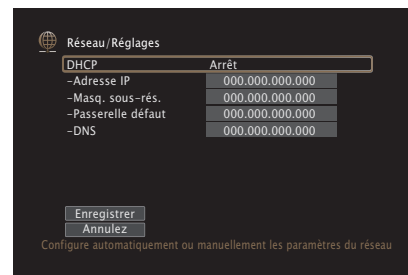 Réseau/Réglages
DHCP Arrêt
-Adresse IP 000.000.000.000
-Masq. sous-rés. 000.000.000.000
-Passerelle défaut 000.000.000.000
-DNS 000.000.000.000
Enregistrer
Annulez
Configure automatiquement ou manuellement les paramètres du réseau